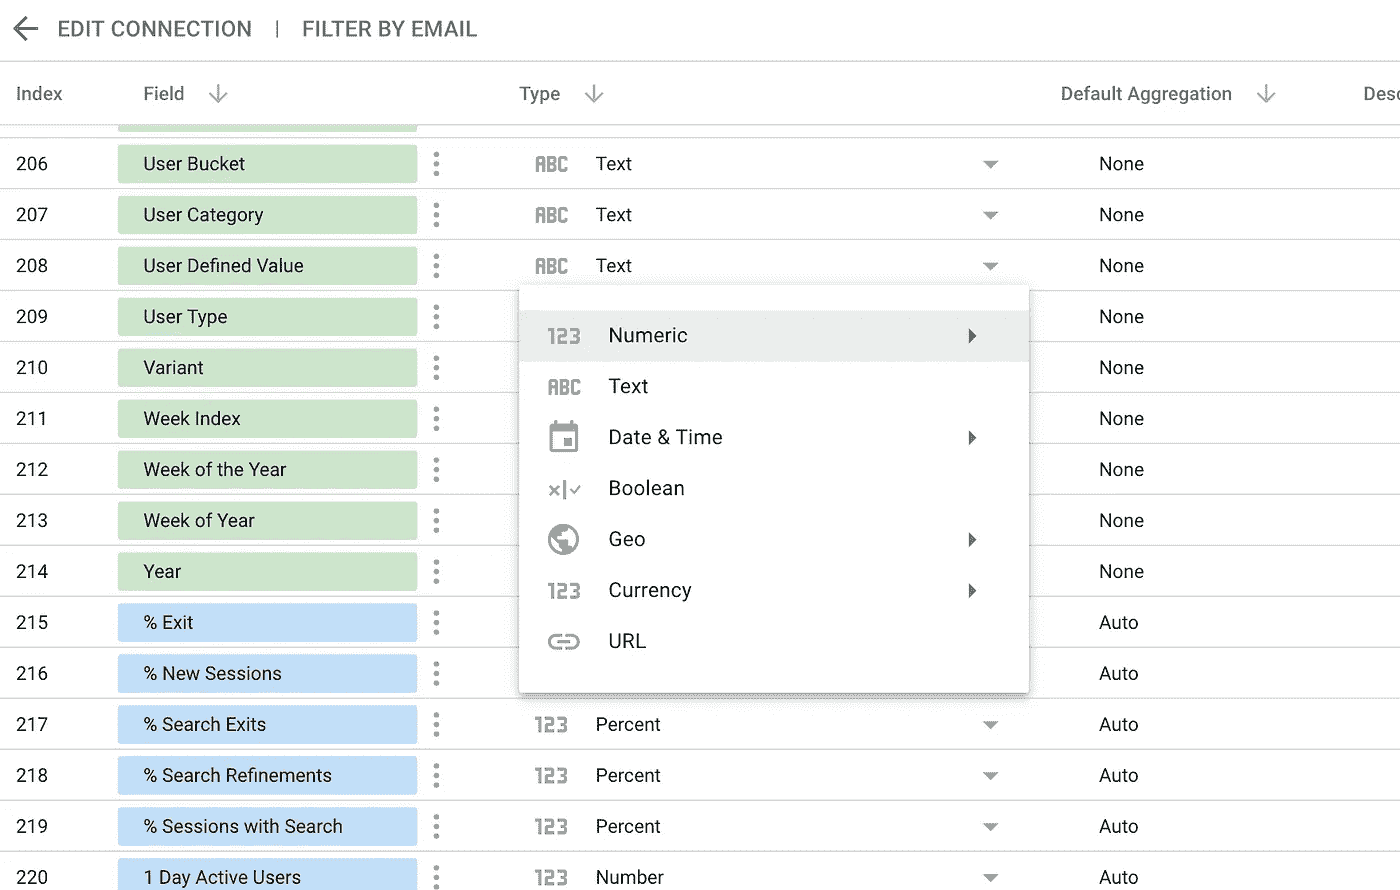 EDIT CONNECTION | FILTER BY EMAIL
Index Field Type Default Aggregation Desc
206 User Bucket ABC Text None
207 User Category ABC Text None
208 User Defined Value ABC Text None
209 User Type None
123 Numeric
210 Variant None
ABC Text
211 Week Index None
Date & Time
212 Week of the Year None
Boolean
213 Week of Year None
Geo
214 Year None
123 Currency
215 % Exit Auto
URL
216 % New Sessions Auto
217 % Search Exits 123 Percent Auto
218 % Search Refinements 123 Percent Auto
219 % Sessions with Search 123 Percent Auto
220 1 Day Active Users 123 Number Auto